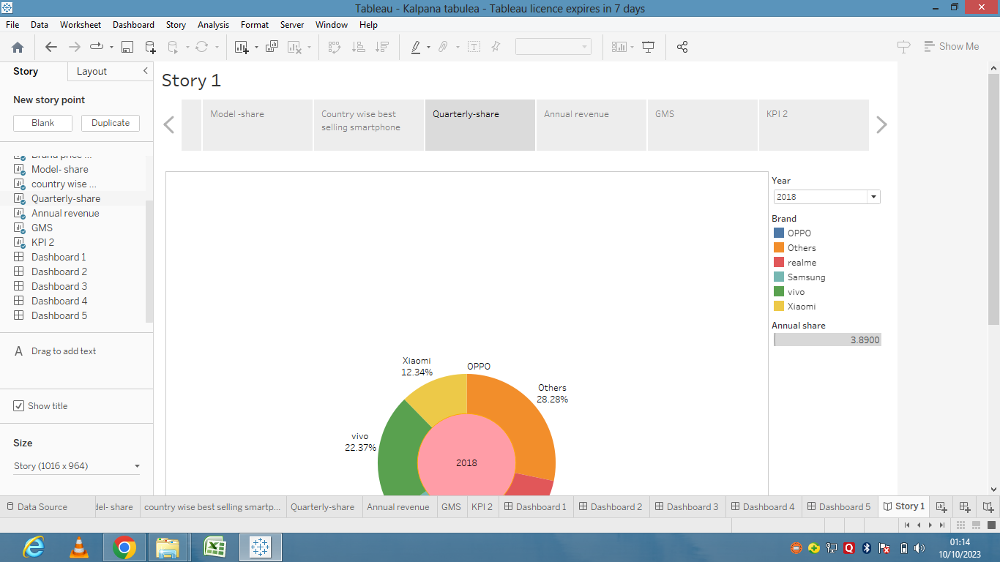 Tableau - Kalpana tabulea - Tableau licence expires in 7 days
File Data Worksheet Dashboard Story Analysis Format Server Window Help
Show Me
Story Layout
New story point
Blank Duplicate
Brand price ...
Model- share
country wise ...
Quarterly-share
Annual revenue
GMS
KPI 2
Dashboard 1
Dashboard 2
Dashboard 3
Dashboard 4
Dashboard 5
A Drag to add text
Show title
Size
Story (1016 x 964)
Story 1
Model -share
Country wise best
selling smartphone
Quarterly-share
Annual revenue
GMS
KPI 2
Year
2018
Brand
OPPO
Others
realme
Samsung
vivo
Xiaomi
Annual share
3.8900
Xiaomi
12.34%
OPPO
Others
28.28%
vivo
22.37%
2018
Data Source del- share country wise best selling smartp... Quarterly-share Annual revenue GMS KPI 2 Dashboard 1 Dashboard 2 Dashboard 3 Dashboard 4 Dashboard 5 Story 1
01:14
10/10/2023